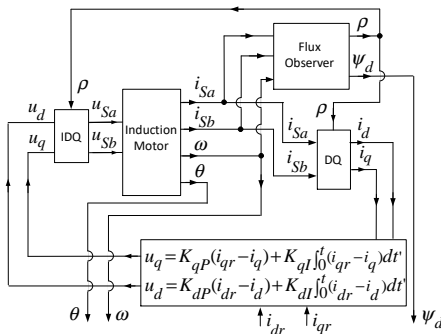 ρ
Flux
Observer
ψ_d
ρ
i_Sa
i_Sb
ω
θ
u_d
u_q
ρ
IDQ
u_Sa
u_Sb
Induction
Motor
i_Sa
i_Sb
ρ
DQ
i_d
i_q
u_q = K_qP(i_qr − i_q) + K_qI∫_0^t(i_qr − i_q)dt'
u_d = K_dP(i_dr − i_d) + K_dI∫_0^t(i_dr − i_d)dt'
θ
ω
i_dr
i_qr
ψ_d